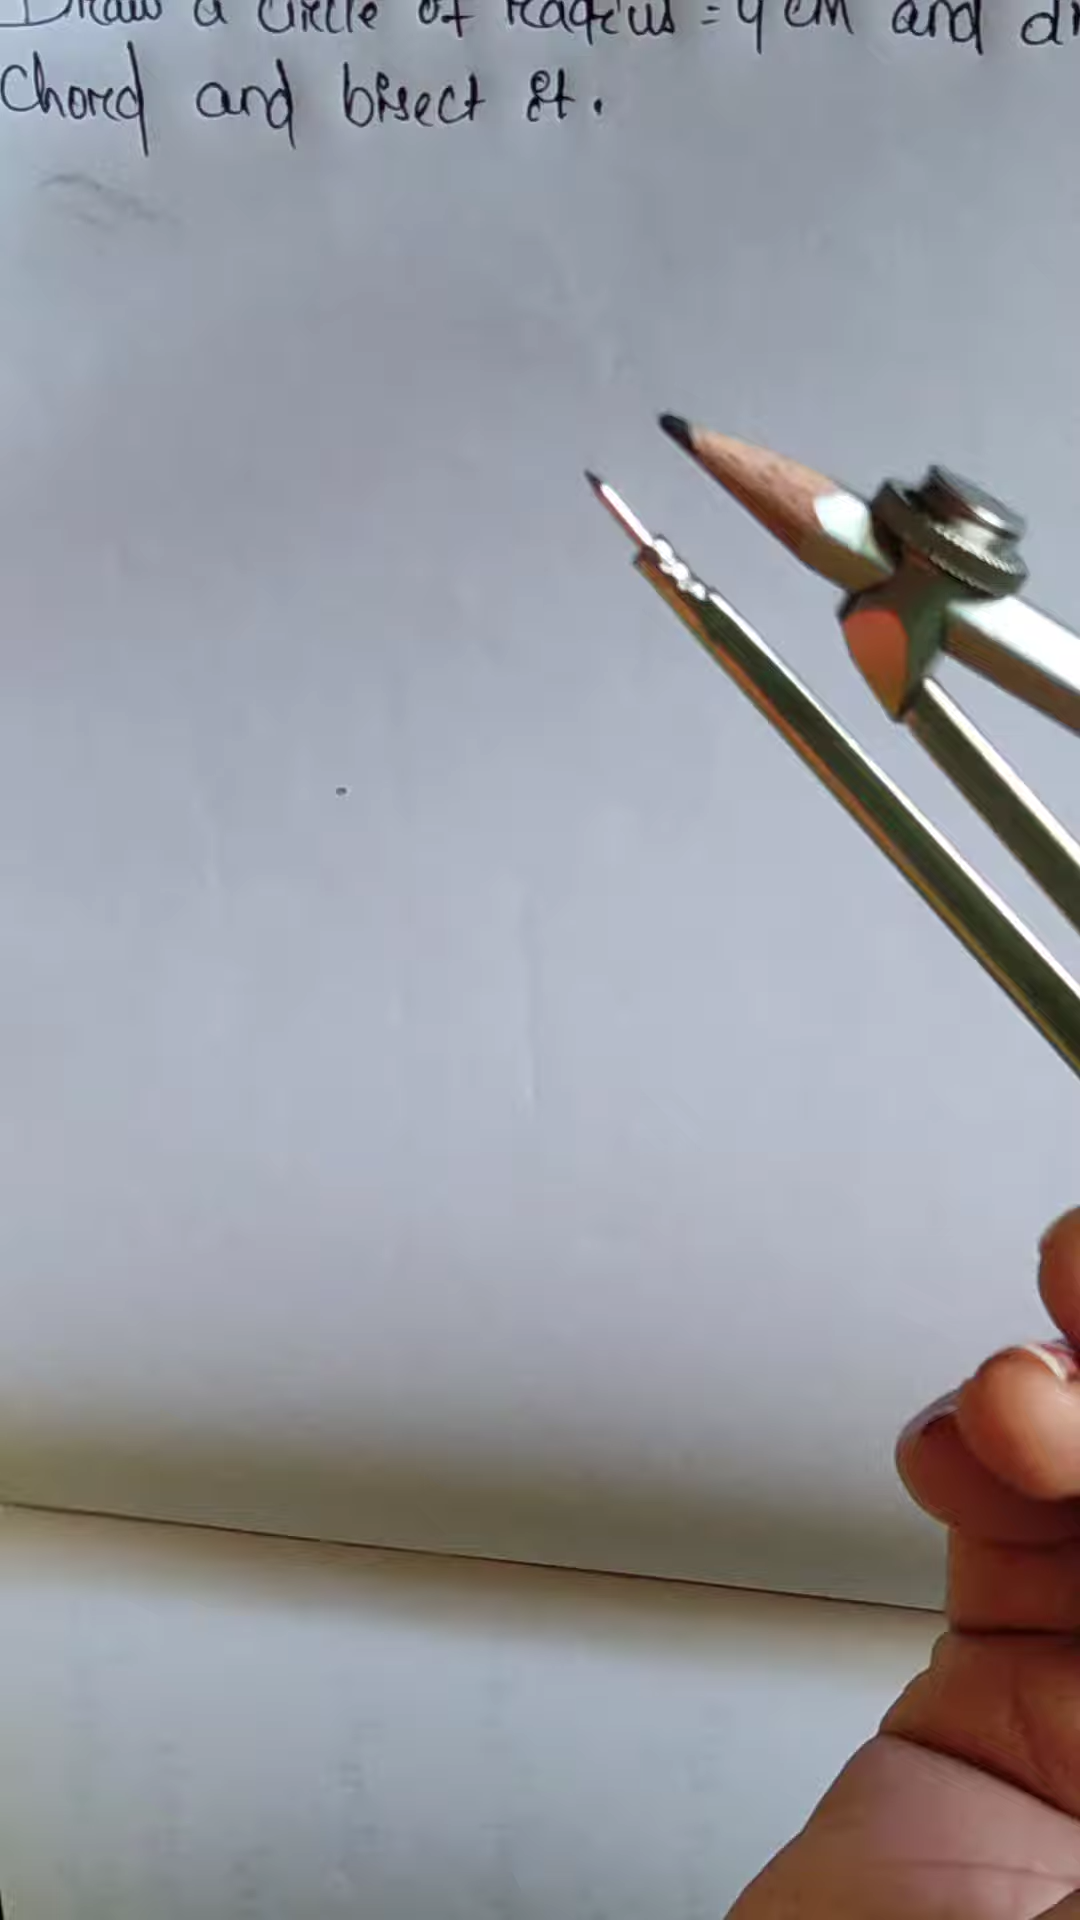 Draw a circle of radius = 4 cm and
Chord and bisect it.